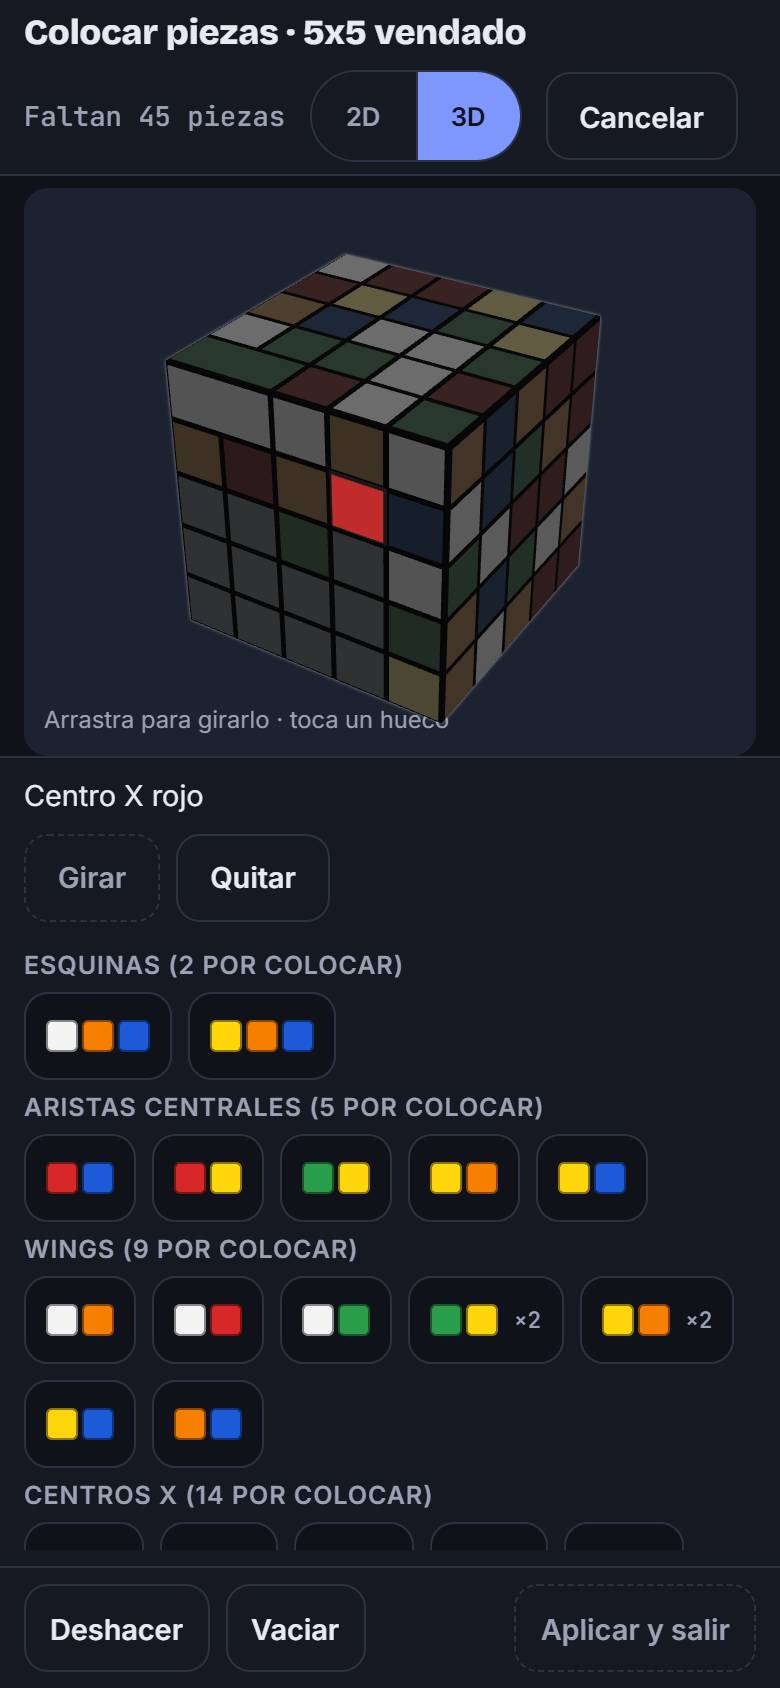 Colocar piezas · 5x5 vendado
Faltan 45 piezas
2D
3D
Cancelar
Arrastra para girarlo · toca un hueco
Centro X rojo
Girar
Quitar
ESQUINAS (2 POR COLOCAR)
ARISTAS CENTRALES (5 POR COLOCAR)
WINGS (9 POR COLOCAR)
×2
×2
CENTROS X (14 POR COLOCAR)
Deshacer
Vaciar
Aplicar y salir